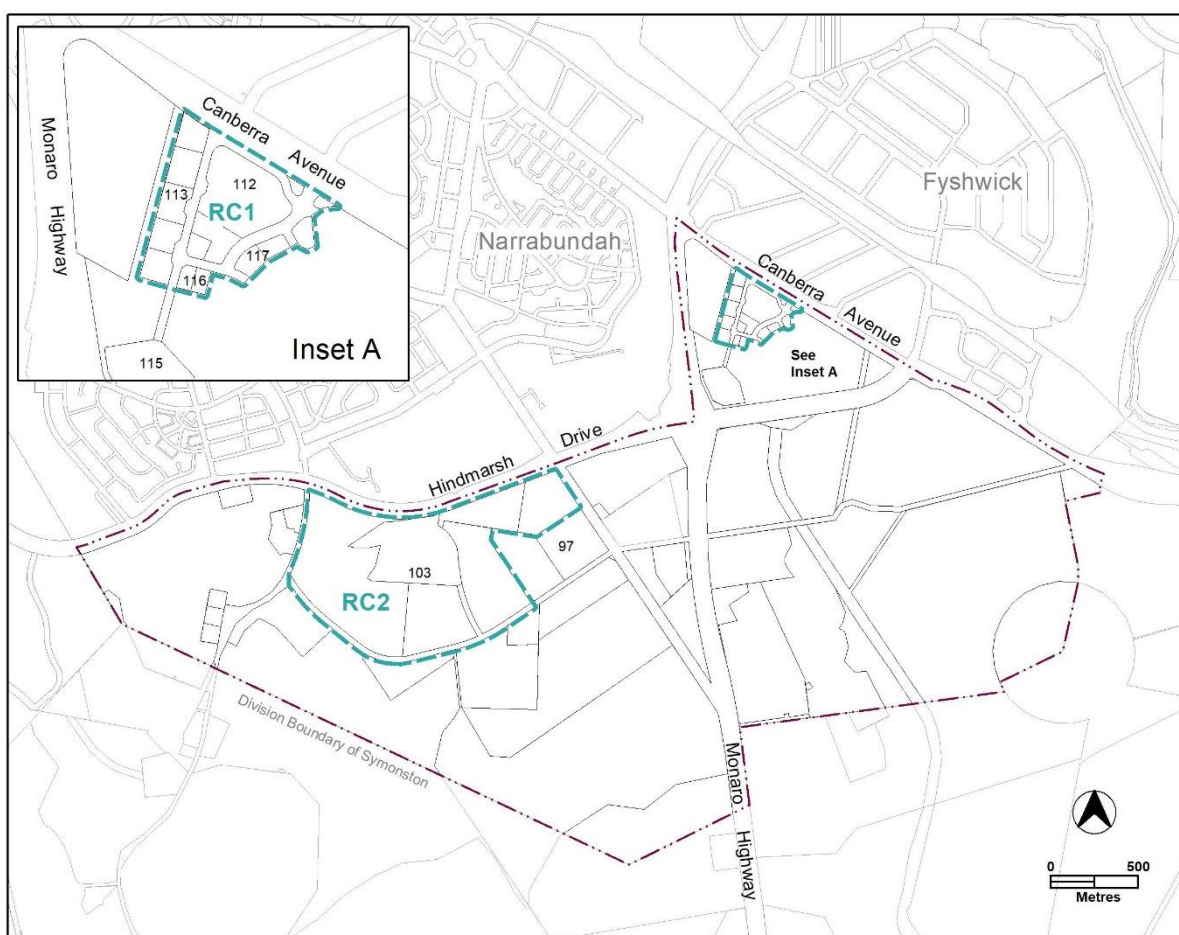 Canberra
Avenue
Monaro
Highway
112
113
RC1
117
116
115
Inset A
Fyshwick
Narrabundah
Canberra
Avenue
See
Inset A
Hindmarsh
Drive
97
103
RC2
Division Boundary of Symonston
Monaro
Highway
0 500
Metres